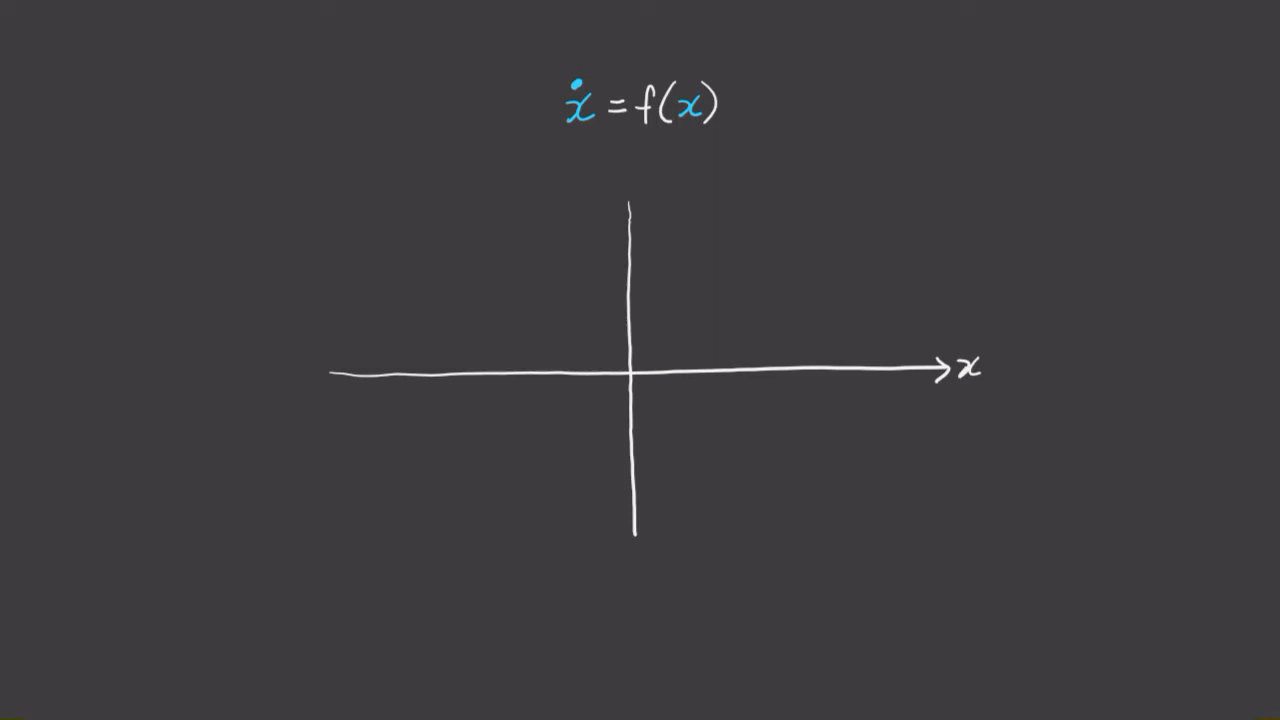 ẋ = f(x)
x